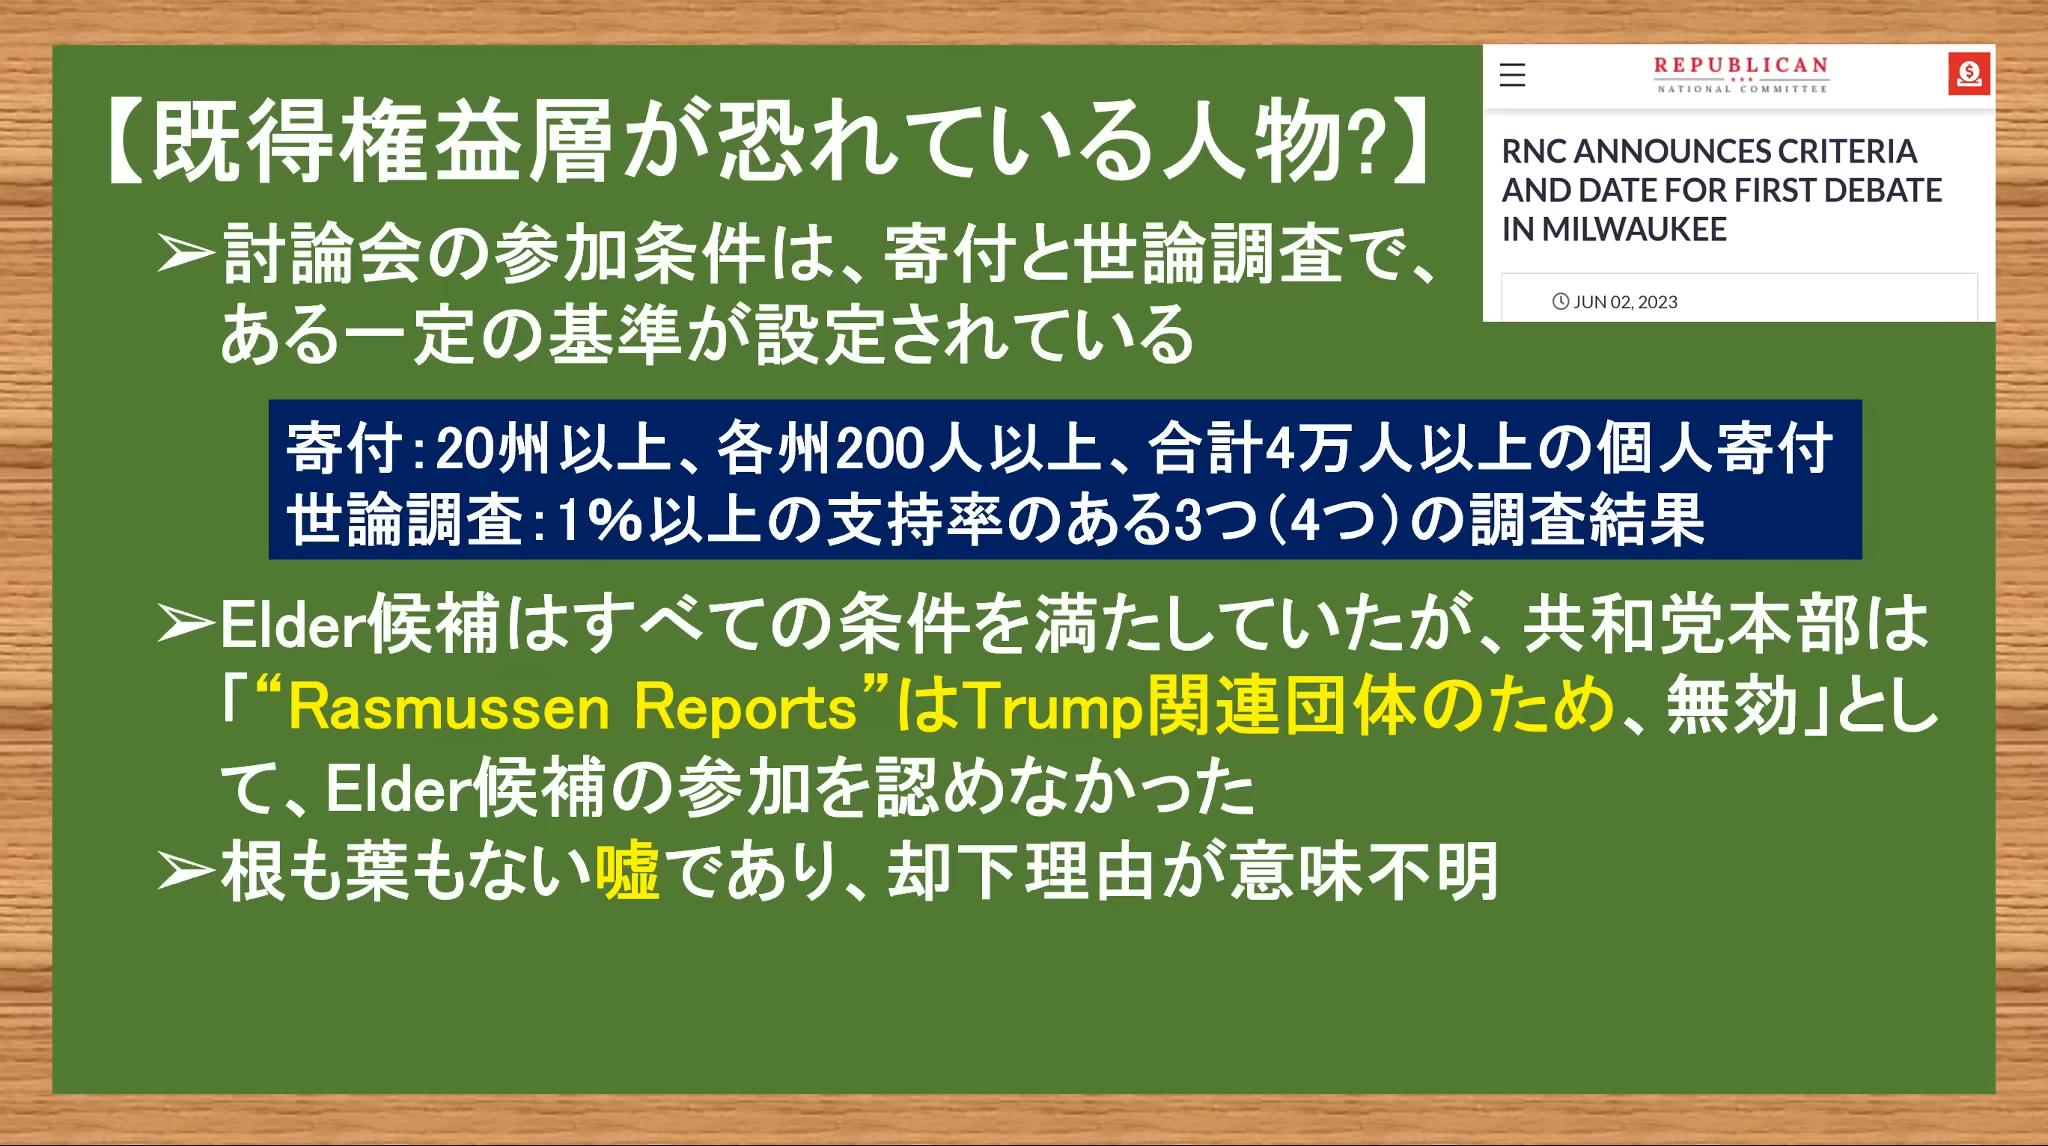 【既得権益層が恐れている人物?】
REPUBLICAN
NATIONAL COMMITTEE
RNC ANNOUNCES CRITERIA
AND DATE FOR FIRST DEBATE
IN MILWAUKEE
JUN 02, 2023
➢討論会の参加条件は、寄付と世論調査で、
ある一定の基準が設定されている
寄付：20州以上、各州200人以上、合計4万人以上の個人寄付
世論調査：1％以上の支持率のある3つ（4つ）の調査結果
➢Elder候補はすべての条件を満たしていたが、共和党本部は
「“Rasmussen Reports”はTrump関連団体のため、無効」とし
て、Elder候補の参加を認めなかった
➢根も葉もない嘘であり、却下理由が意味不明